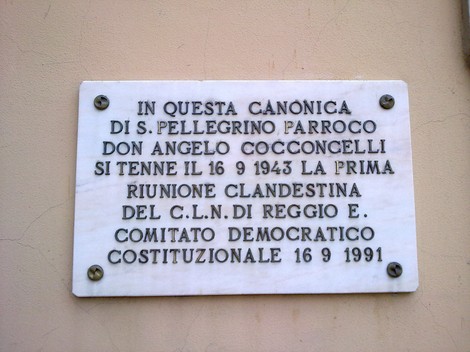 IN QUESTA CANONICA
DI S. PELLEGRINO PARROCO
DON ANGELO COCCONCELLI
SI TENNE IL 16 9 1943 LA PRIMA
RIUNIONE CLANDESTINA
DEL C.L.N. DI REGGIO E.
COMITATO DEMOCRATICO
COSTITUZIONALE 16 9 1991